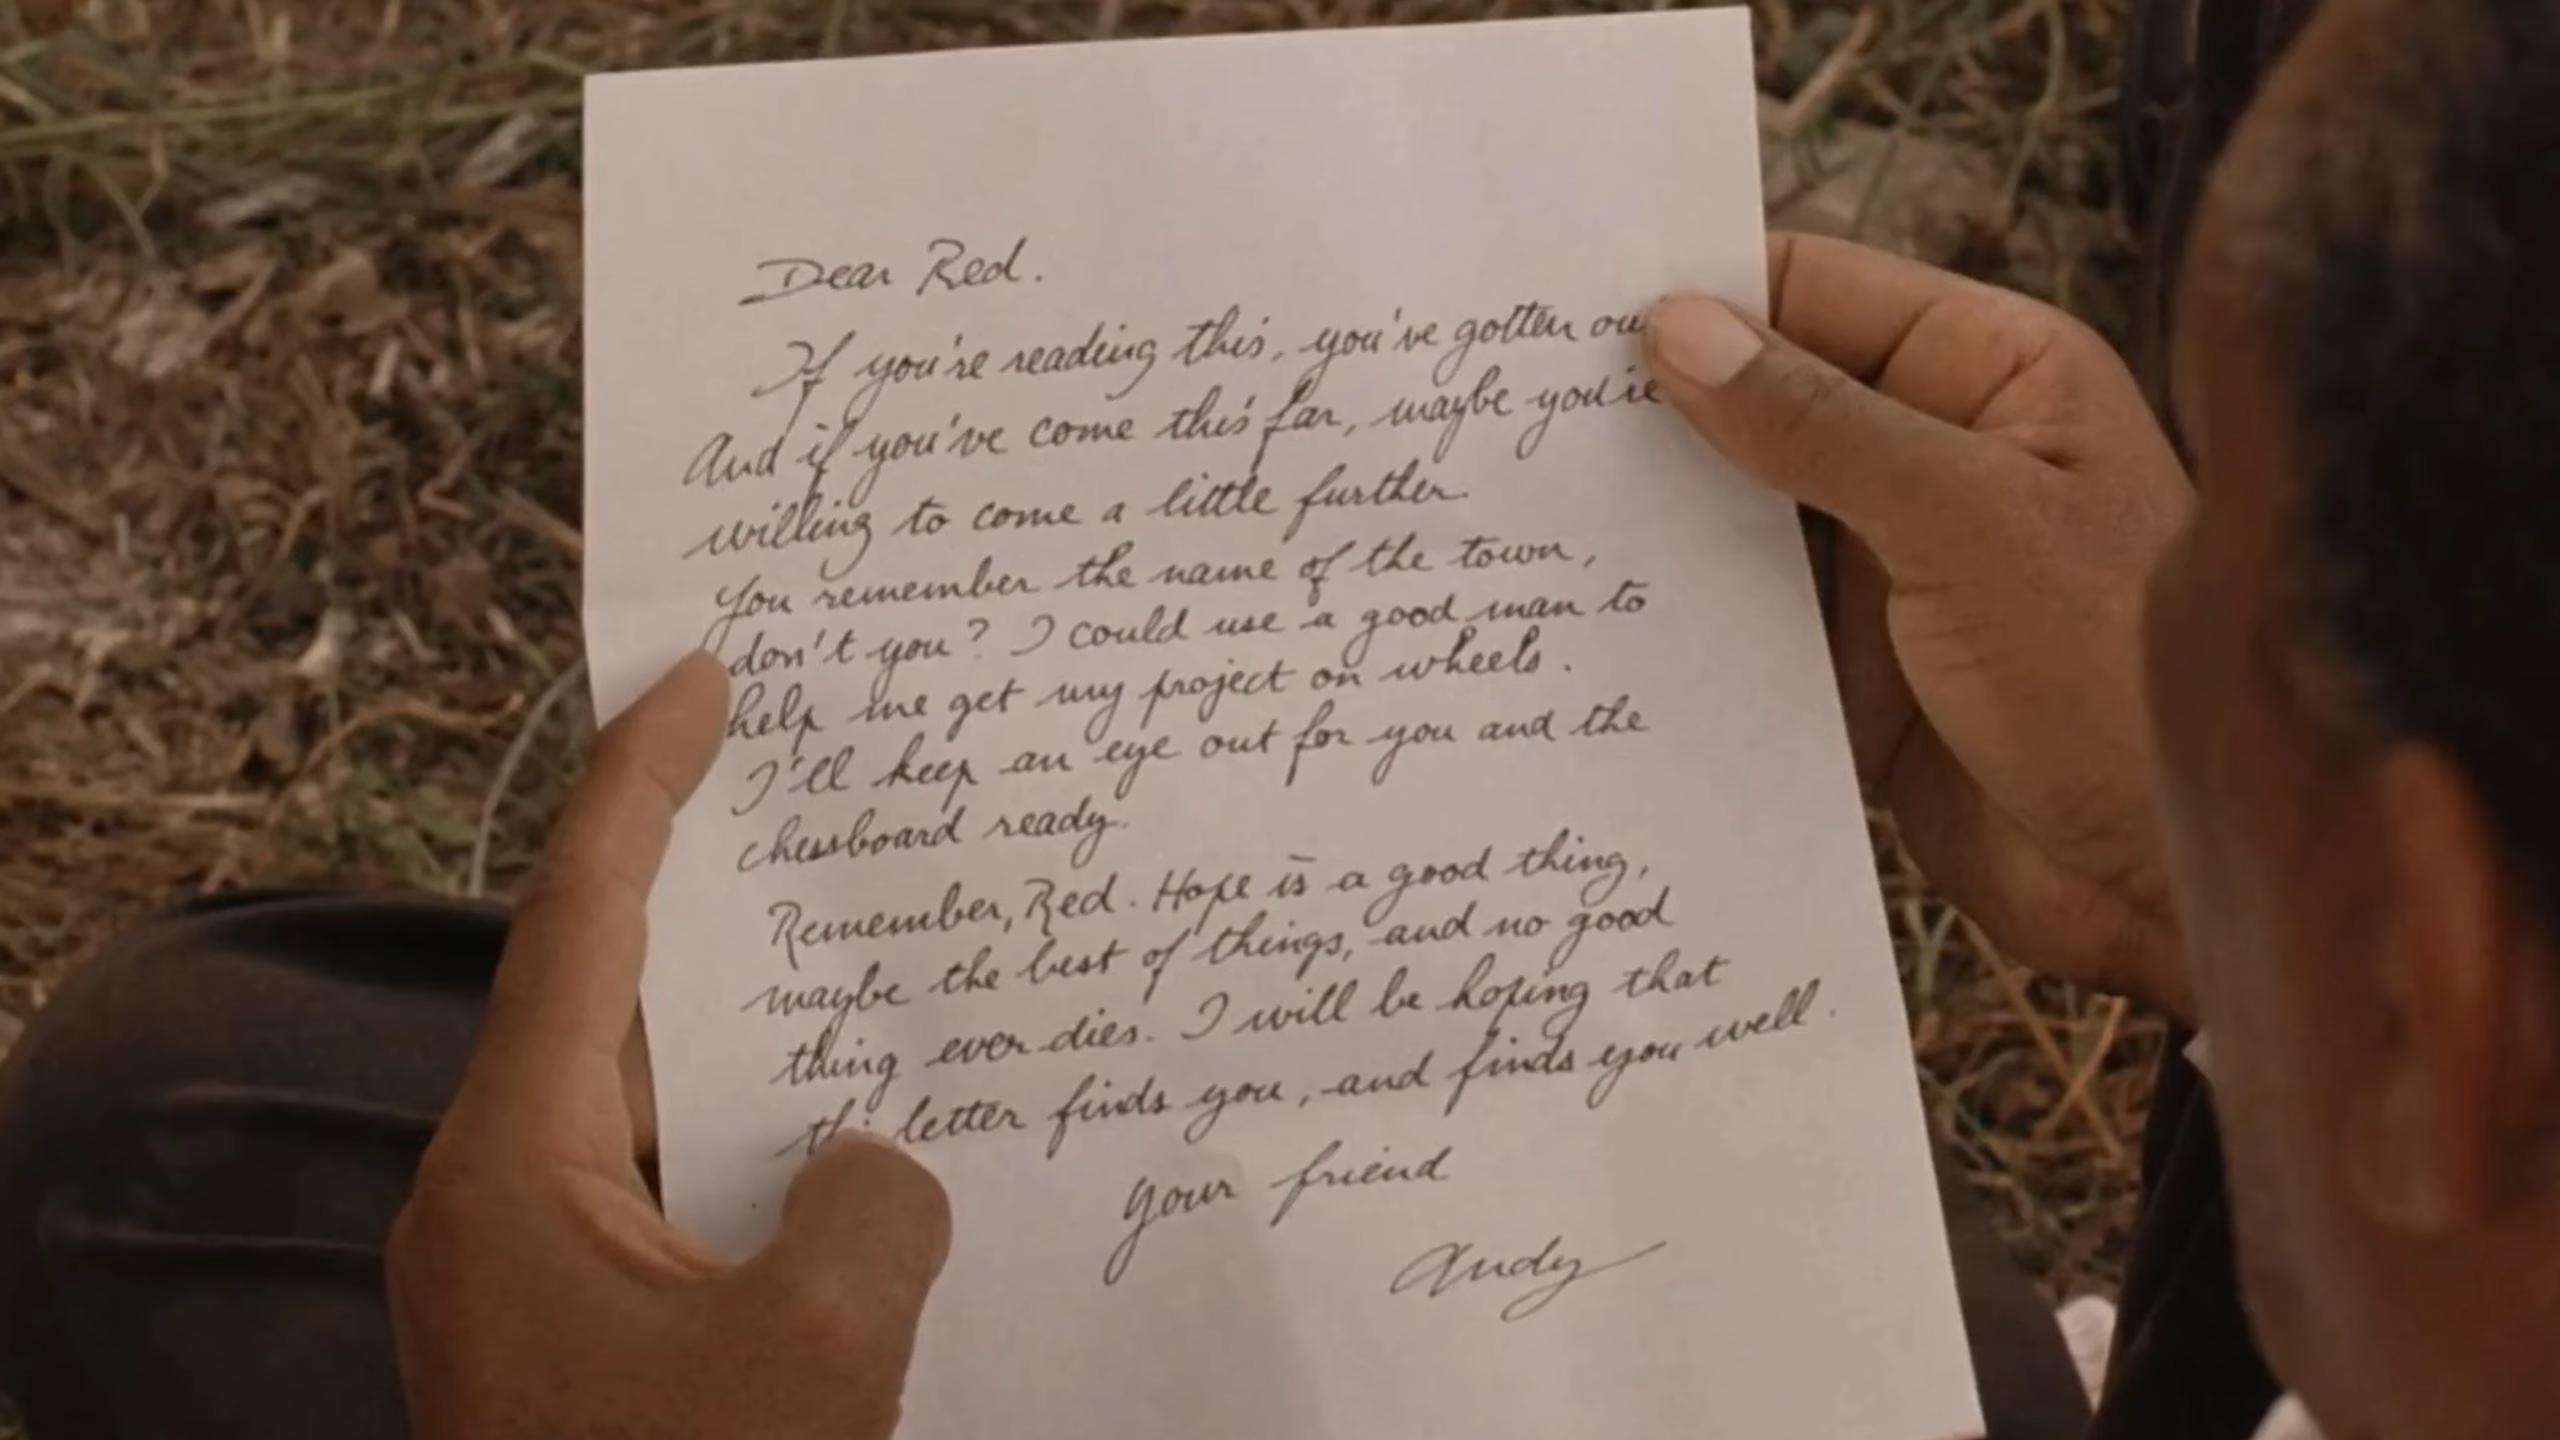 Dear Red.
If you're reading this, you've gotten ou
And if you've come this far, maybe you're
willing to come a little further.
You remember the name of the town,
don't you? I could use a good man to
help me get my project on wheels.
I'll keep an eye out for you and the
chessboard ready.
Remember, Red. Hope is a good thing,
maybe the best of things, and no good
thing ever dies. I will be hoping that
letter finds you, and finds you well.
Your friend
Andy